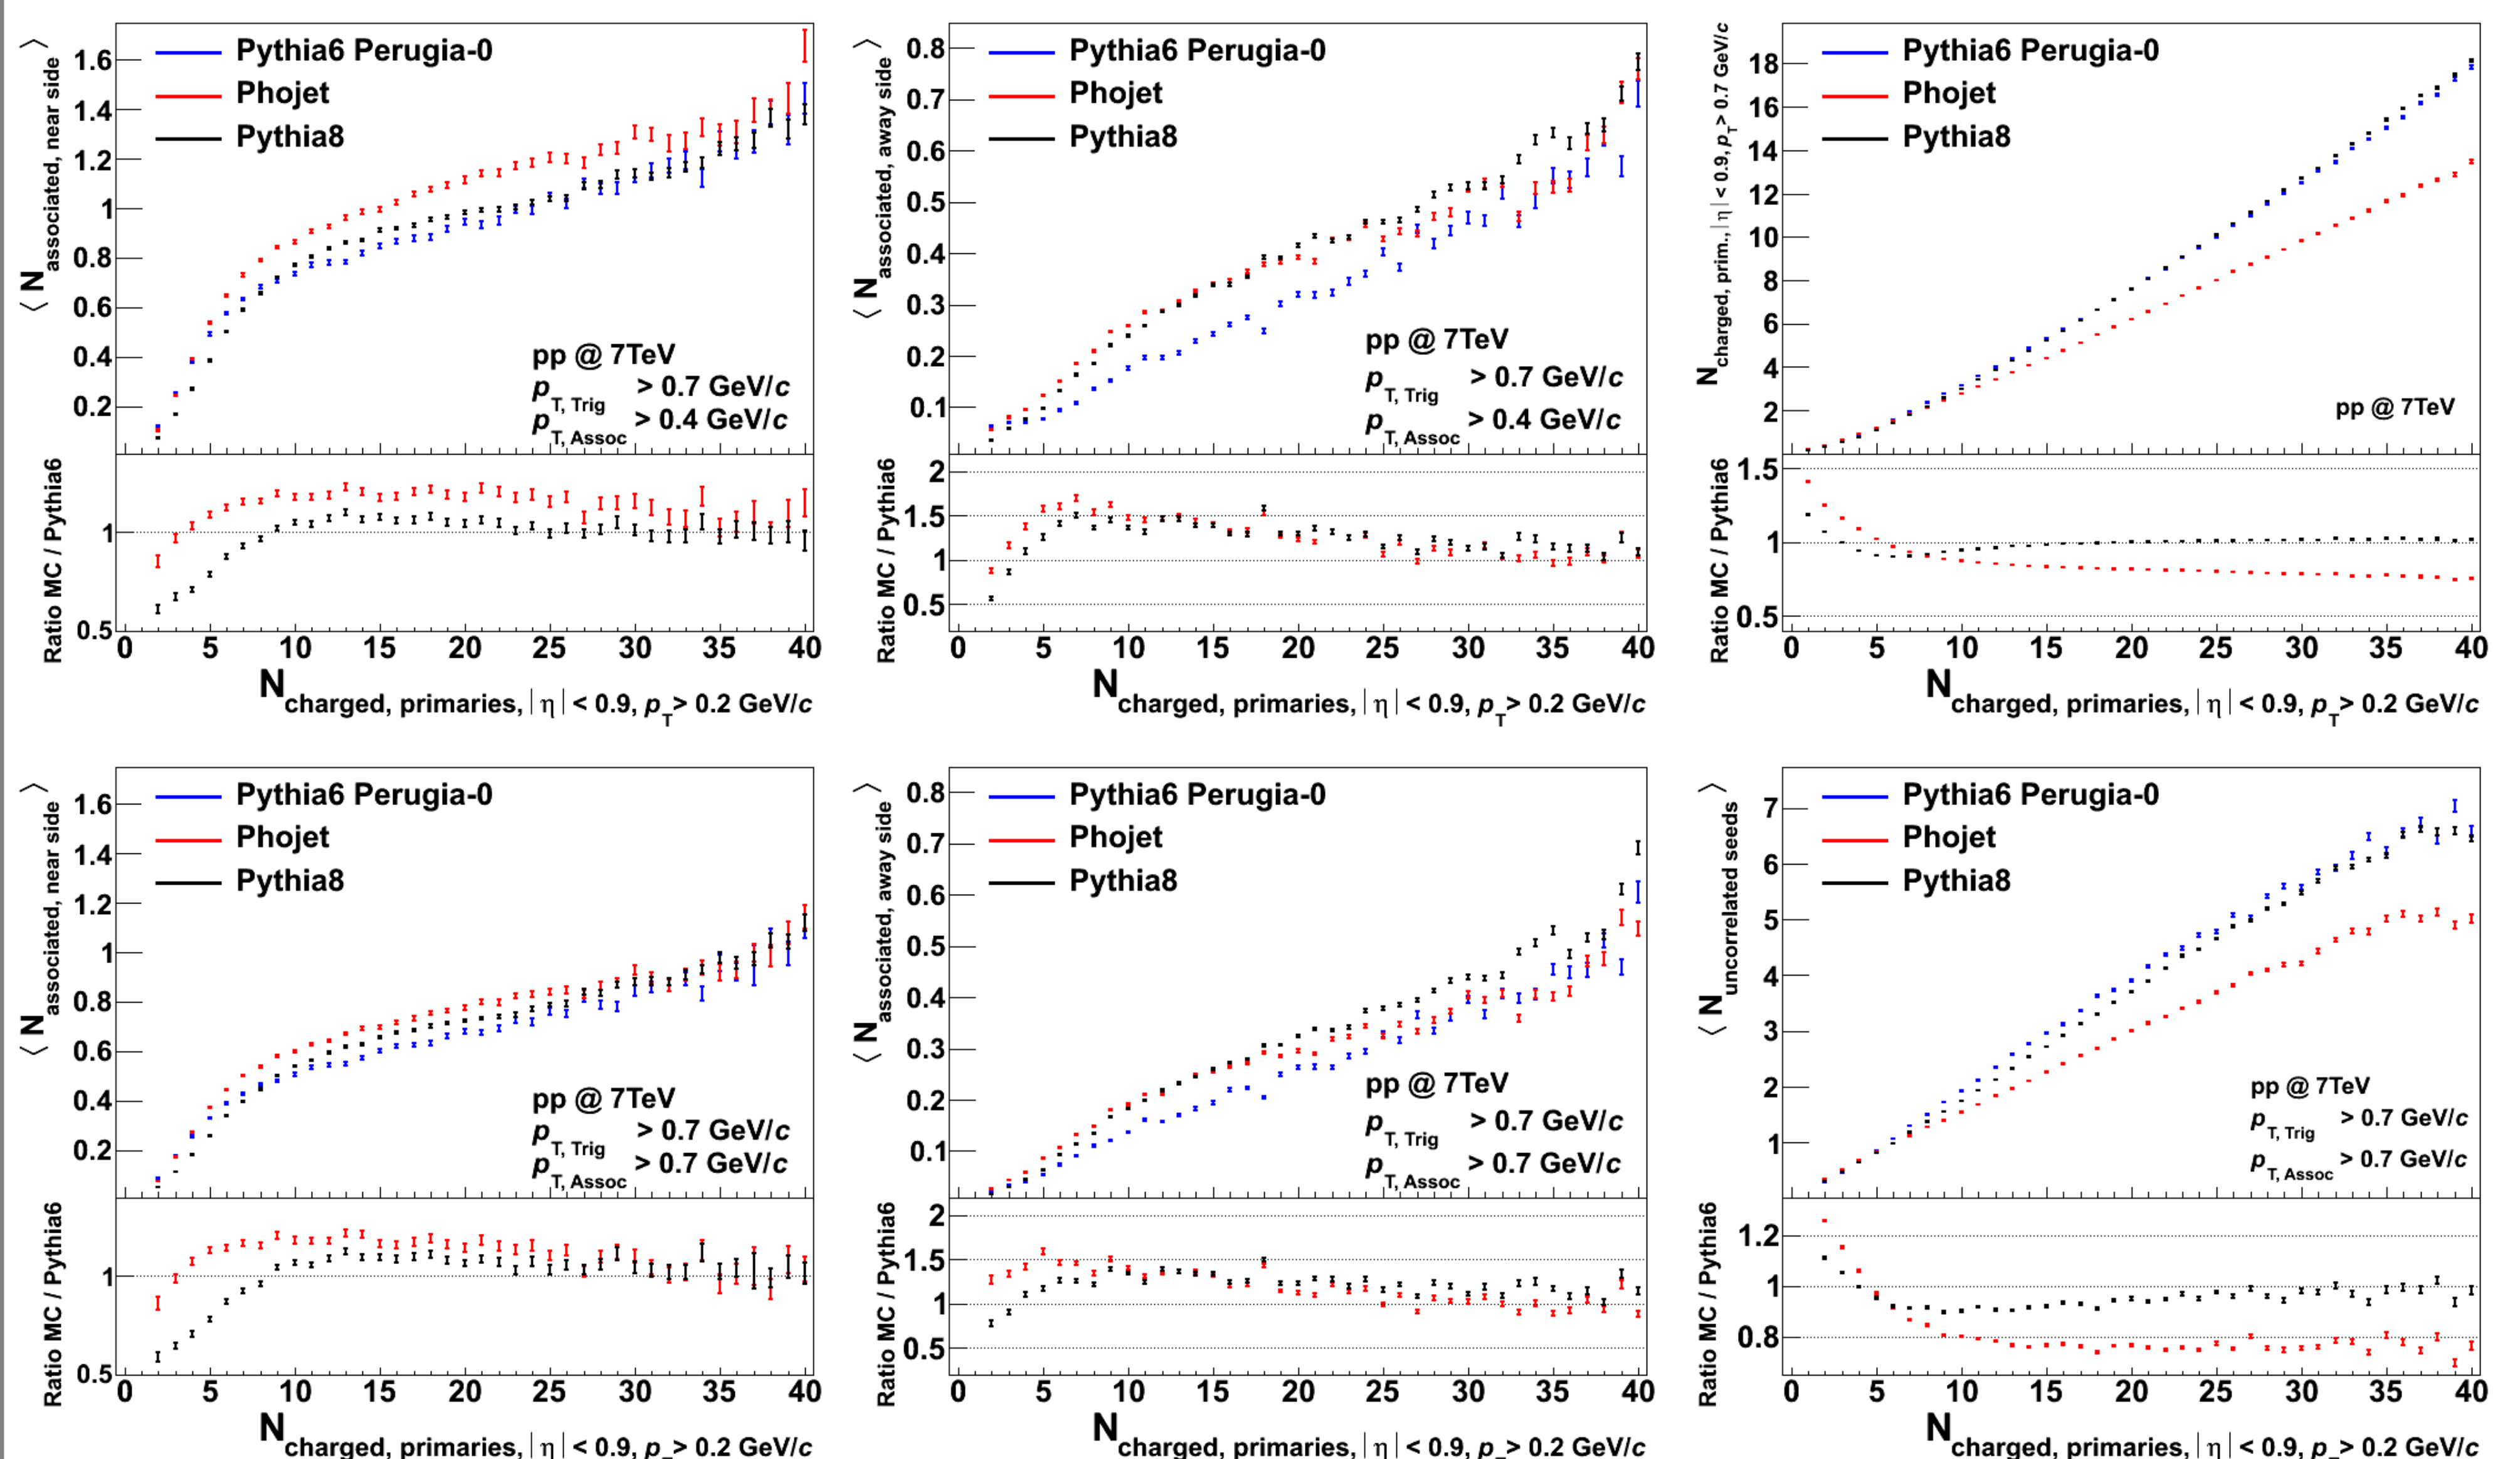 ⟨ N associated, near side ⟩
1.6
1.4
1.2
1
0.8
0.6
0.4
0.2
Pythia6 Perugia-0
Phojet
Pythia8
pp @ 7TeV
p T, Trig > 0.7 GeV/c
p T, Assoc > 0.4 GeV/c
Ratio MC / Pythia6
1
0.5
0 5 10 15 20 25 30 35 40
N charged, primaries, |η| < 0.9, p T > 0.2 GeV/c
⟨ N associated, away side ⟩
0.8
0.7
0.6
0.5
0.4
0.3
0.2
0.1
Pythia6 Perugia-0
Phojet
Pythia8
pp @ 7TeV
p T, Trig > 0.7 GeV/c
p T, Assoc > 0.4 GeV/c
Ratio MC / Pythia6
2
1.5
1
0.5
0 5 10 15 20 25 30 35 40
N charged, primaries, |η| < 0.9, p T > 0.2 GeV/c
N charged, prim., |η| < 0.9, p T > 0.7 GeV/c
18
16
14
12
10
8
6
4
2
Pythia6 Perugia-0
Phojet
Pythia8
pp @ 7TeV
Ratio MC / Pythia6
1.5
1
0.5
0 5 10 15 20 25 30 35 40
N charged, primaries, |η| < 0.9, p T > 0.2 GeV/c
⟨ N associated, near side ⟩
1.6
1.4
1.2
1
0.8
0.6
0.4
0.2
Pythia6 Perugia-0
Phojet
Pythia8
pp @ 7TeV
p T, Trig > 0.7 GeV/c
p T, Assoc > 0.7 GeV/c
Ratio MC / Pythia6
1
0.5
0 5 10 15 20 25 30 35 40
N charged, primaries, |η| < 0.9, p > 0.2 GeV/c
⟨ N associated, away side ⟩
0.8
0.7
0.6
0.5
0.4
0.3
0.2
0.1
Pythia6 Perugia-0
Phojet
Pythia8
pp @ 7TeV
p T, Trig > 0.7 GeV/c
p T, Assoc > 0.7 GeV/c
Ratio MC / Pythia6
2
1.5
1
0.5
0 5 10 15 20 25 30 35 40
N charged, primaries, |η| < 0.9, p > 0.2 GeV/c
⟨ N uncorrelated seeds ⟩
7
6
5
4
3
2
1
Pythia6 Perugia-0
Phojet
Pythia8
pp @ 7TeV
p T, Trig > 0.7 GeV/c
p T, Assoc > 0.7 GeV/c
Ratio MC / Pythia6
1.2
1
0.8
0 5 10 15 20 25 30 35 40
N charged, primaries, |η| < 0.9, p > 0.2 GeV/c